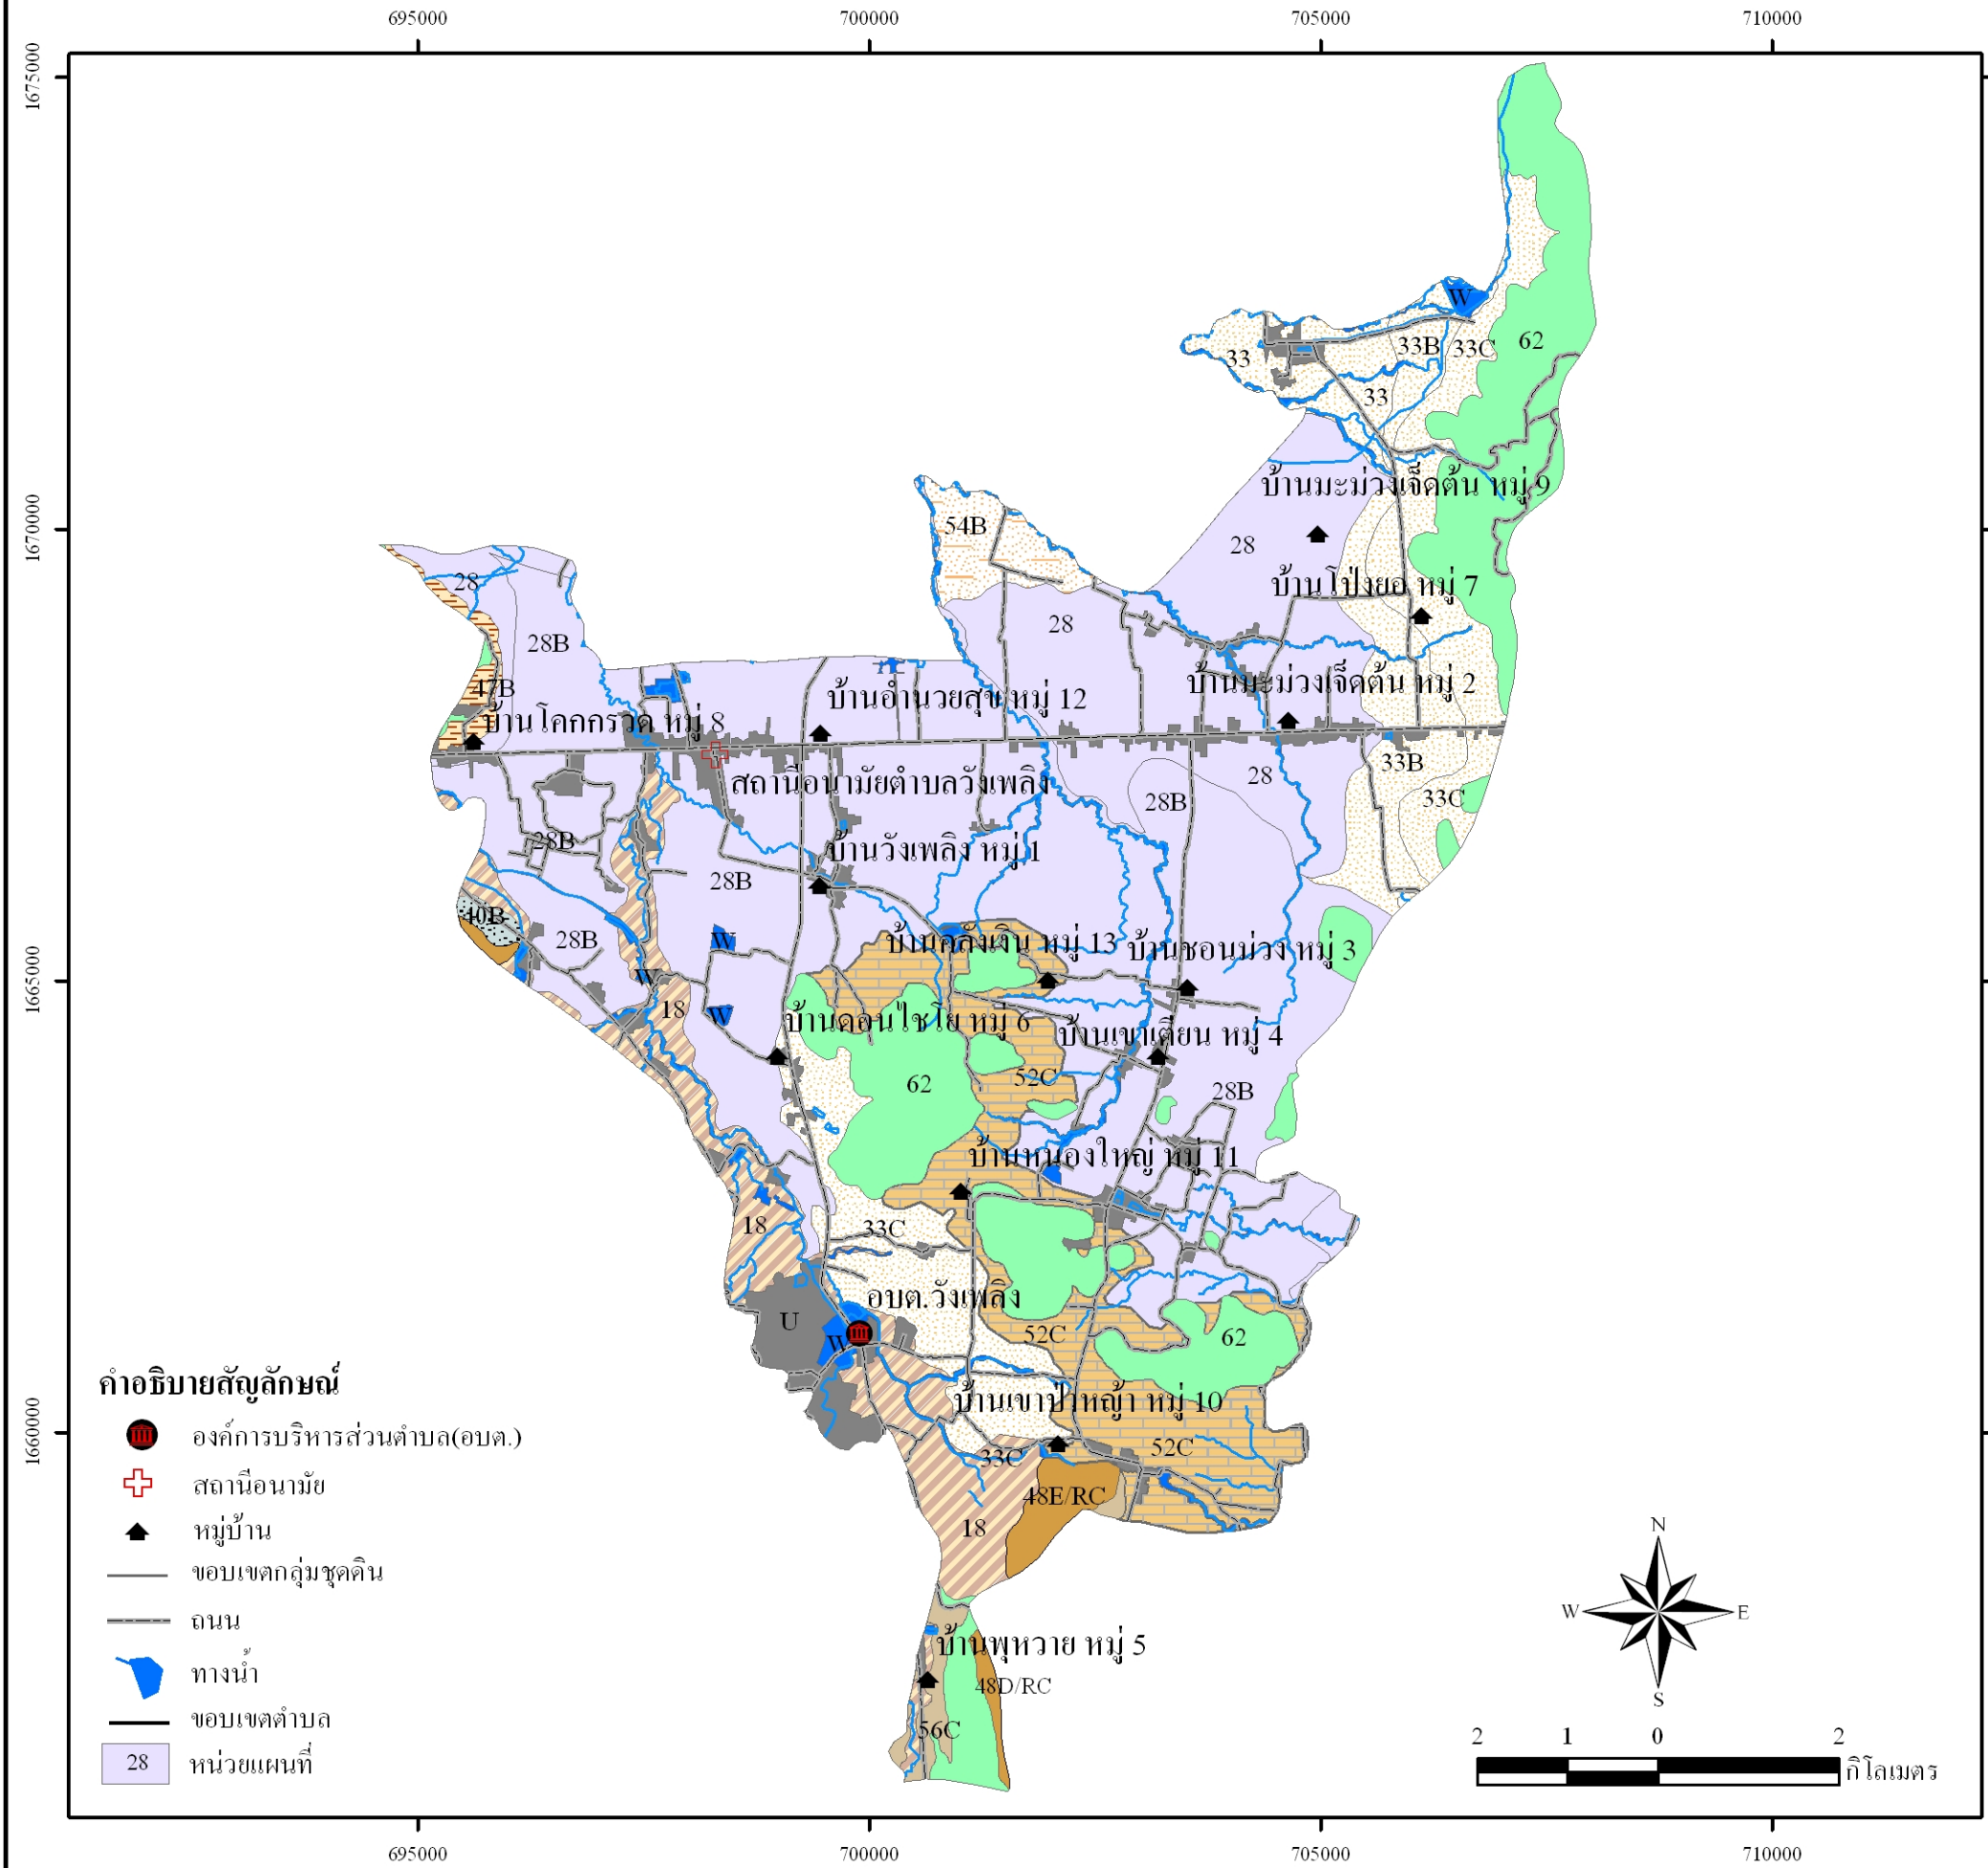 695000 700000 705000 710000
1675000
W
33B 33C 62
33
33
บ้านมะม่วงเจ็ดต้น หมู่ 9
1670000
54B
28
28
บ้านโป่งยอ หมู่ 7
28
28B
47B
บ้านมะม่วงเจ็ดต้น หมู่ 2
บ้านอำนวยสุข หมู่ 12
บ้านโคกกรวด หมู่ 8
33B
28
สถานีอนามัยตำบลวังเพลิง
28B
33C
28B
บ้านวังเพลิง หมู่ 1
28B
40B
28B
W
บ้านคลังเงิน หมู่ 13
บ้านชอนม่วง หมู่ 3
1665000
W
18
W
บ้านดอนไชโย หมู่ 6
บ้านเขาเตียน หมู่ 4
62
52C
28B
บ้านหนองใหญ่ หมู่ 11
18
33C
อบต.วังเพลิง
U
W
52C
62
บ้านเขาป่าหญ้า หมู่ 10
1660000
33C
52C
48E/RC
18
บ้านพุหวาย หมู่ 5
48D/RC
56C
คำอธิบายสัญลักษณ์
องค์การบริหารส่วนตำบล(อบต.)
สถานีอนามัย
หมู่บ้าน
ขอบเขตกลุ่มชุดดิน
ถนน
ทางน้ำ
ขอบเขตตำบล
28 หน่วยแผนที่
N
W E
S
2 1 0 2
กิโลเมตร
695000 700000 705000 710000